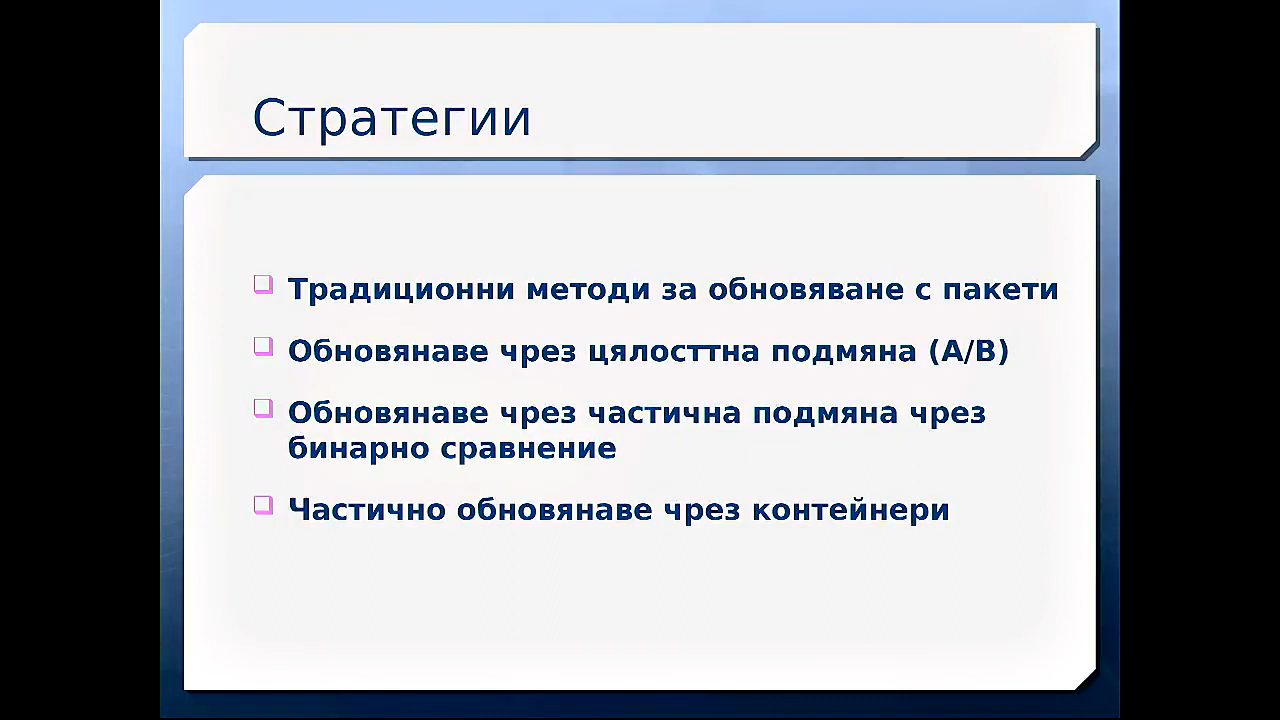 Стратегии
Традиционни методи за обновяване с пакети
Обновянаве чрез цялосттна подмяна (A/B)
Обновянаве чрез частична подмяна чрез
бинарно сравнение
Частично обновянаве чрез контейнери